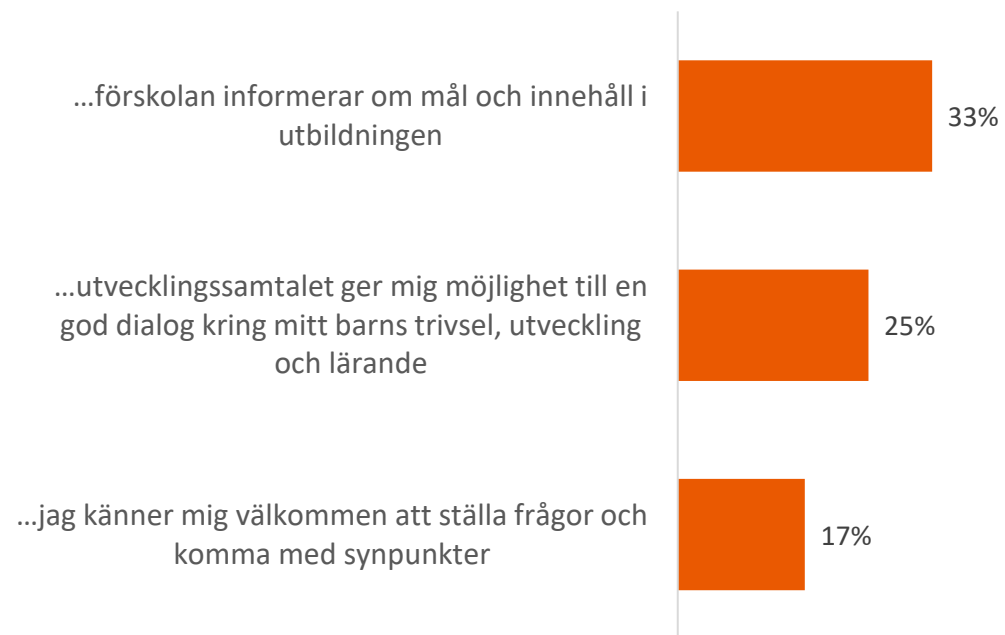 ...förskolan informerar om mål och innehåll i
utbildningen
33%
...utvecklingssamtalet ger mig möjlighet till en
god dialog kring mitt barns trivsel, utveckling
och lärande
25%
...jag känner mig välkommen att ställa frågor och
komma med synpunkter
17%